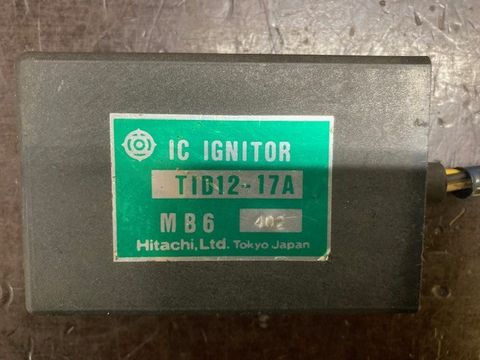 IC IGNITOR
TID12-17A
MB6 402
Hitachi, Ltd. Tokyo Japan